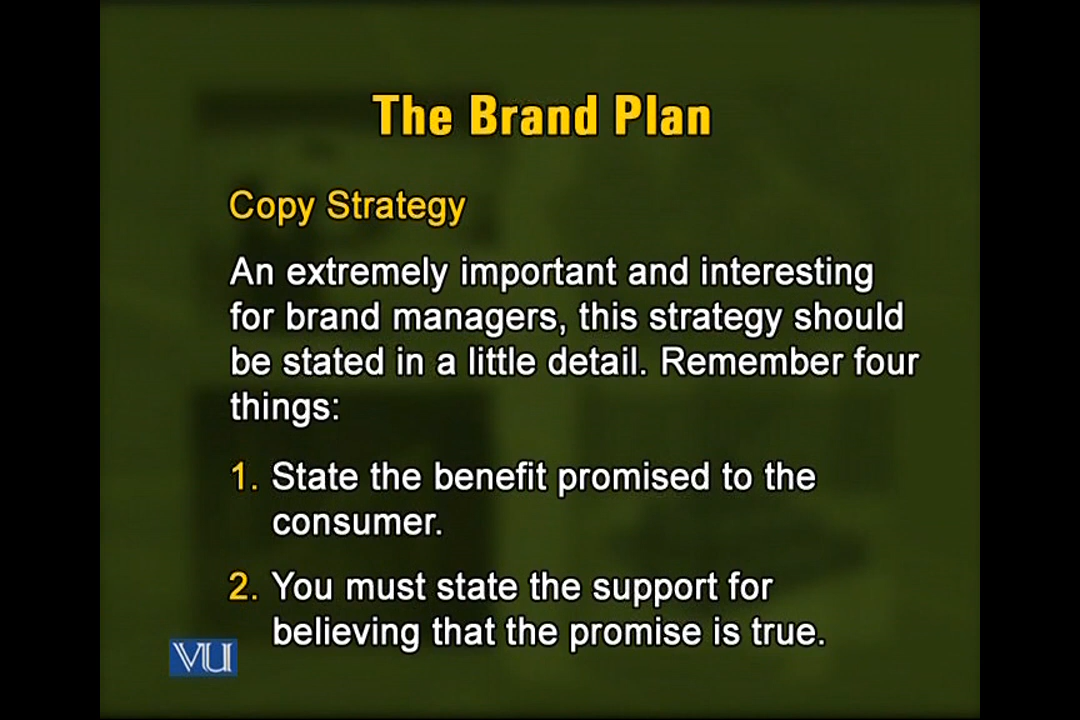 The Brand Plan
Copy Strategy
An extremely important and interesting
for brand managers, this strategy should
be stated in a little detail. Remember four
things:
1. State the benefit promised to the
consumer.
2. You must state the support for
believing that the promise is true.
VU